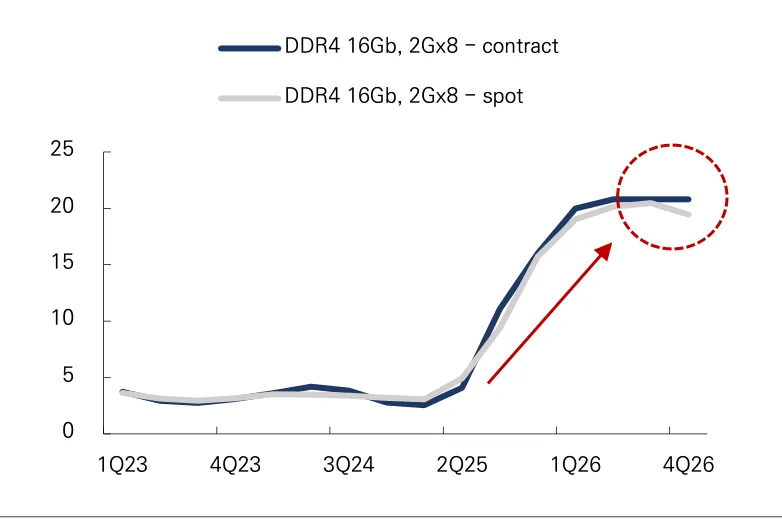 DDR4 16Gb, 2Gx8 – contract
DDR4 16Gb, 2Gx8 – spot
25
20
15
10
5
0
1Q23 4Q23 3Q24 2Q25 1Q26 4Q26